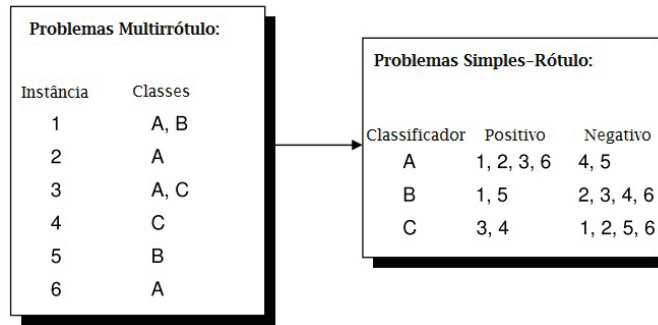 Problemas Multirrótulo:
Instância Classes
1 A, B
2 A
3 A, C
4 C
5 B
6 A
Problemas Simples-Rótulo:
Classificador Positivo Negativo
A 1, 2, 3, 6 4, 5
B 1, 5 2, 3, 4, 6
C 3, 4 1, 2, 5, 6